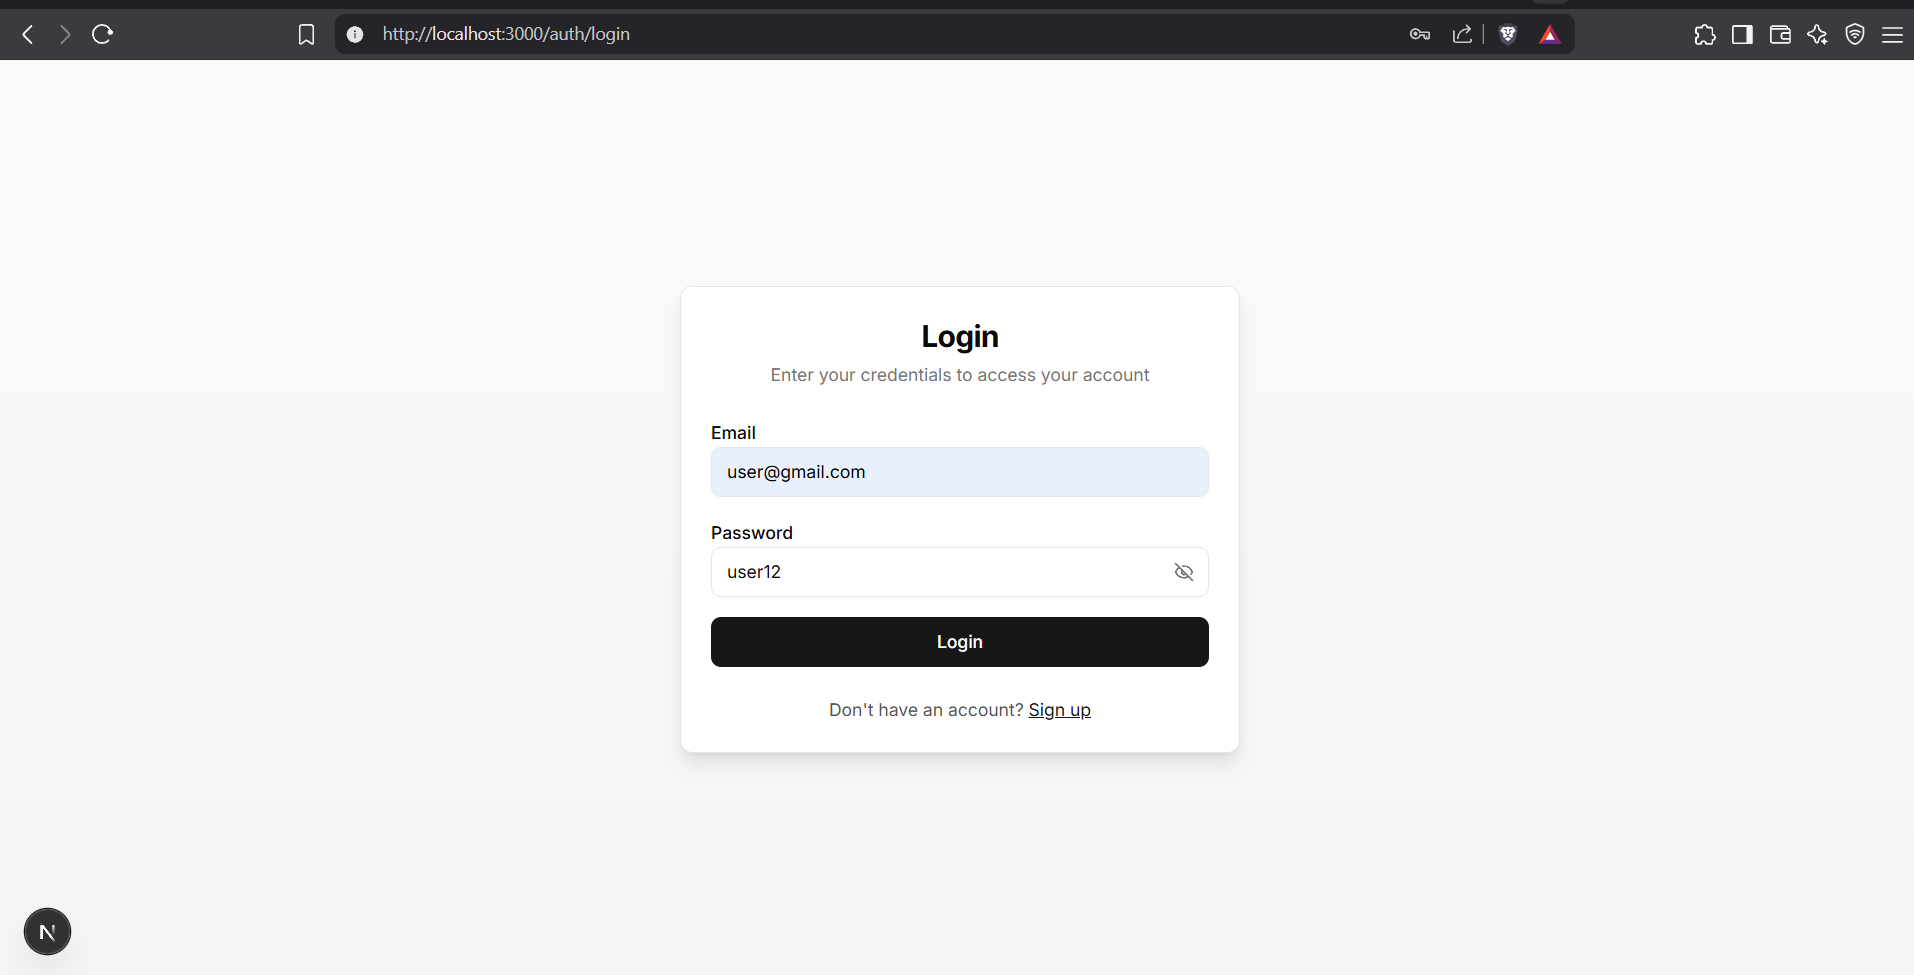 http://localhost:3000/auth/login
Login
Enter your credentials to access your account
Email
user@gmail.com
Password
user12
Login
Don't have an account? Sign up
N